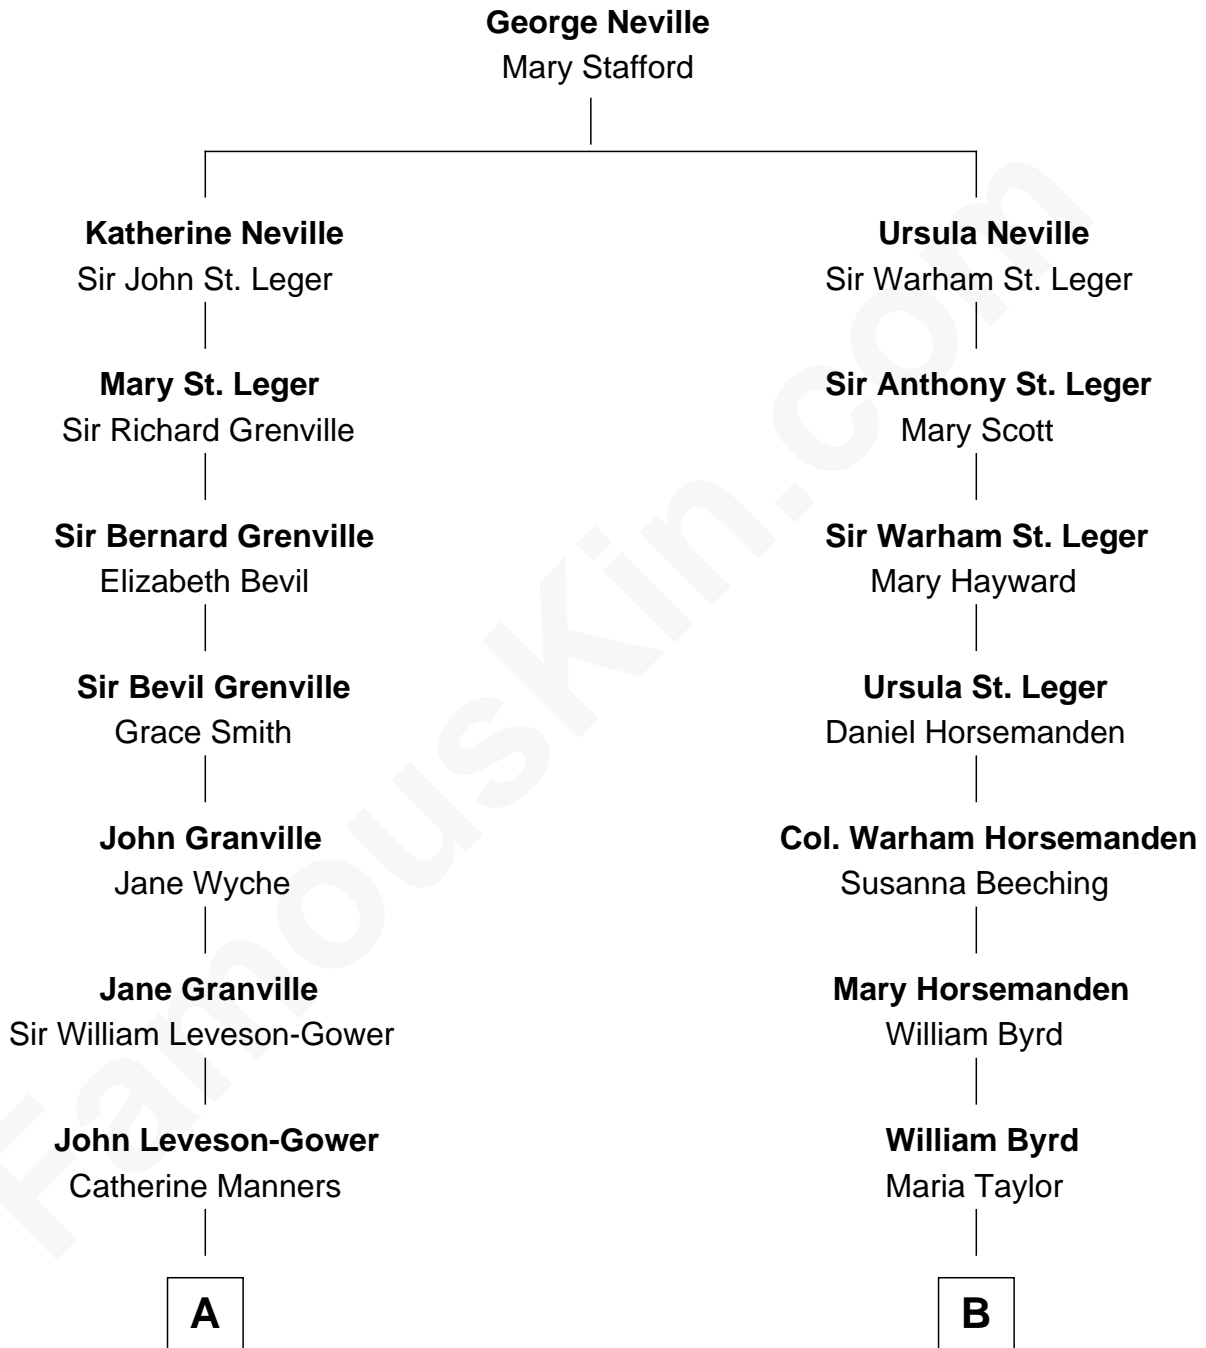 George Neville
Mary Stafford
Katherine Neville
Sir John St. Leger
Ursula Neville
Sir Warham St. Leger
Mary St. Leger
Sir Richard Grenville
Sir Anthony St. Leger
Mary Scott
Sir Bernard Grenville
Elizabeth Bevil
Sir Warham St. Leger
Mary Hayward
Sir Bevil Grenville
Grace Smith
Ursula St. Leger
Daniel Horsemanden
John Granville
Jane Wyche
Col. Warham Horsemanden
Susanna Beeching
Jane Granville
Sir William Leveson-Gower
Mary Horsemanden
William Byrd
John Leveson-Gower
Catherine Manners
William Byrd
Maria Taylor
A
B
FamousKin.com